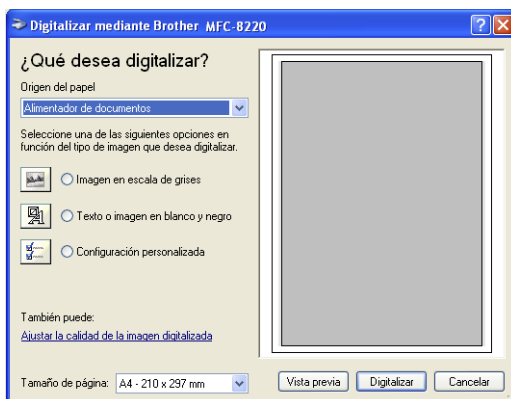 Digitalizar mediante Brother MFC-8220
¿Qué desea digitalizar?
Origen del papel
Alimentador de documentos
Seleccione una de las siguientes opciones en
función del tipo de imagen que desea digitalizar.
Imagen en escala de grises
Texto o imagen en blanco y negro
Configuración personalizada
También puede:
Ajustar la calidad de la imagen digitalizada
Tamaño de página: A4 - 210 x 297 mm
Vista previa Digitalizar Cancelar